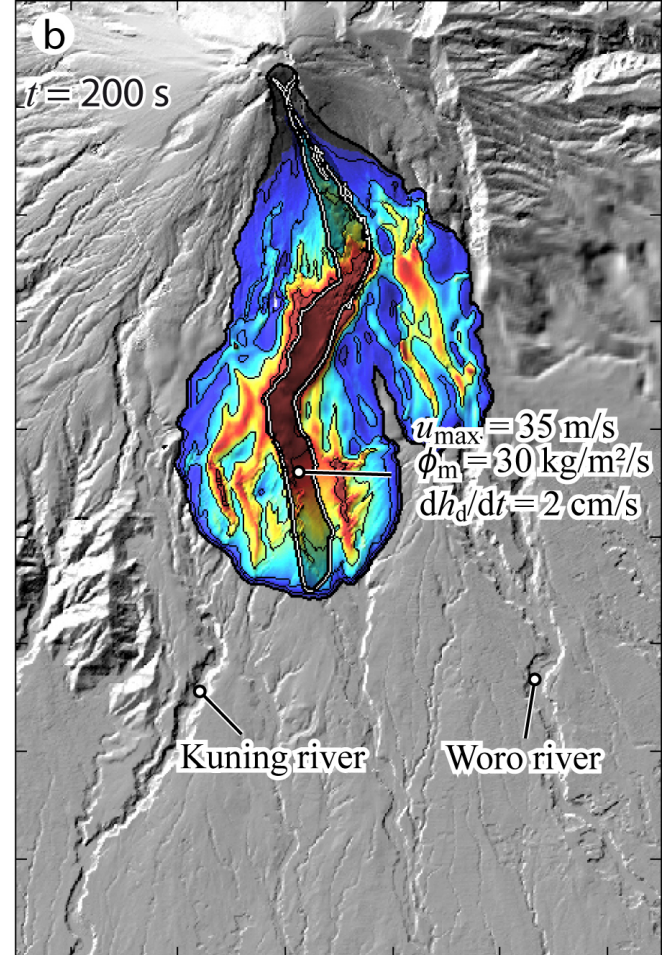 b
t = 200 s
u_max = 35 m/s
ϕ_m = 30 kg/m²/s
dh_d/dt = 2 cm/s
Kuning river
Woro river